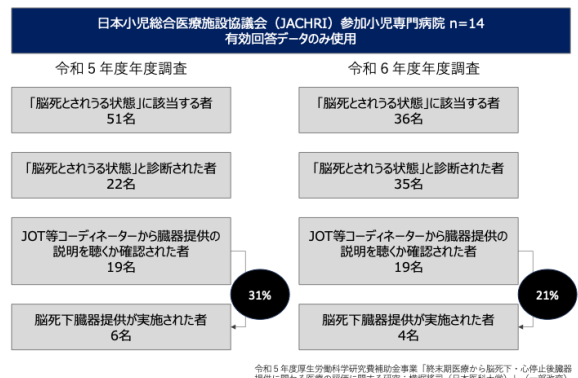 日本小児総合医療施設協議会（JACHRI）参加小児専門病院 n=14
有効回答データのみ使用
令和５年度年度調査
「脳死とされうる状態」に該当する者
51名
「脳死とされうる状態」と診断された者
22名
JOT等コーディネーターから臓器提供の
説明を聴くか確認された者
19名
31%
脳死下臓器提供が実施された者
6名
令和６年度年度調査
「脳死とされうる状態」に該当する者
36名
「脳死とされうる状態」と診断された者
35名
JOT等コーディネーターから臓器提供の
説明を聴くか確認された者
19名
21%
脳死下臓器提供が実施された者
4名
令和５年度厚生労働科学研究費補助金事業「終末期医療から脳死下・心停止後臓器